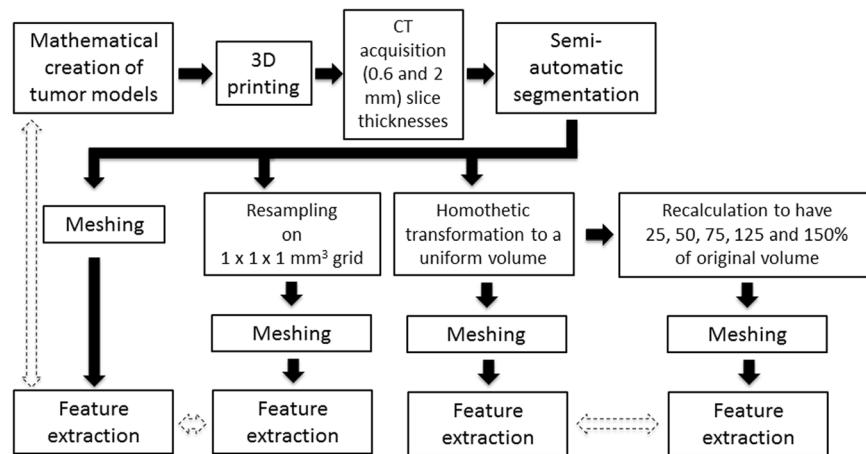 Mathematical
creation of
tumor models
3D
printing
CT
acquisition
(0.6 and 2
mm) slice
thicknesses
Semi-
automatic
segmentation
Meshing
Resampling
on
1 x 1 x 1 mm³ grid
Homothetic
transformation to a
uniform volume
Recalculation to have
25, 50, 75, 125 and 150%
of original volume
Meshing
Meshing
Meshing
Feature
extraction
Feature
extraction
Feature
extraction
Feature
extraction